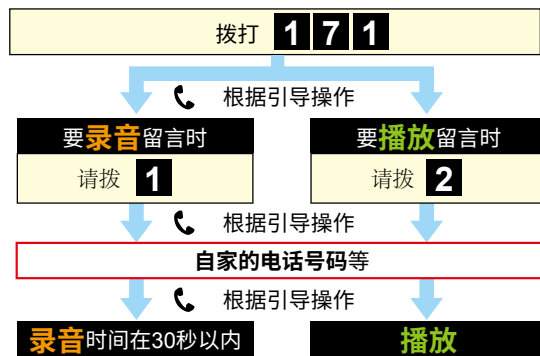 拨打 1 7 1
根据引导操作
要录音留言时
要播放留言时
请拨 1
请拨 2
根据引导操作
自家的电话号码等
根据引导操作
录音时间在30秒以内
播放